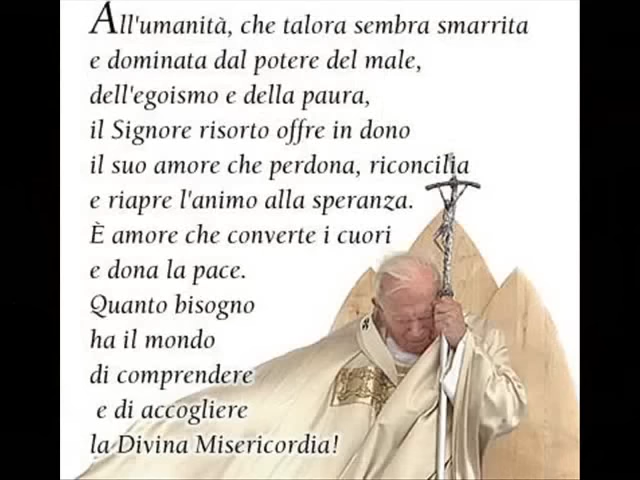 All'umanità, che talora sembra smarrita
e dominata dal potere del male,
dell'egoismo e della paura,
il Signore risorto offre in dono
il suo amore che perdona, riconcilia
e riapre l'animo alla speranza.
È amore che converte i cuori
e dona la pace.
Quanto bisogno
ha il mondo
di comprendere
e di accogliere
la Divina Misericordia!